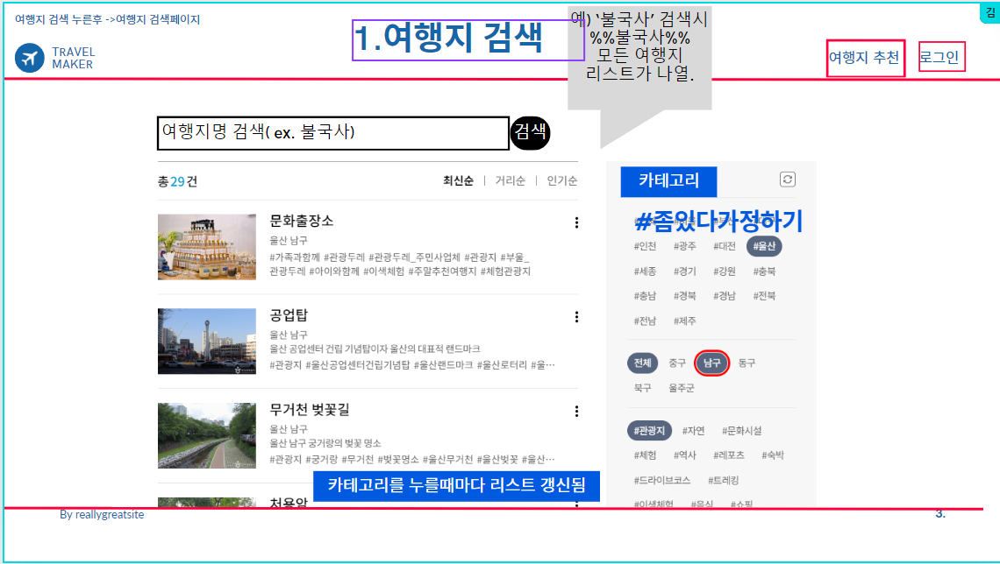 여행지 검색 누른후 ->여행지 검색페이지
김
TRAVEL
MAKER
1.여행지 검색
예) ‘불국사’ 검색시
%%불국사%%
모든 여행지
리스트가 나열.
여행지 추천
로그인
여행지명 검색( ex. 불국사)
검색
총 29 건
최신순 | 거리순 | 인기순
문화출장소
울산 남구
#가족과함께 #관광두레 #관광두레_주민사업체 #관광지 #부울_
관광두레 #아이와함께 #이색체험 #주말추천여행지 #체험관광지
공업탑
울산 남구
울산 공업센터 건립 기념탑이자 울산의 대표적 랜드마크
#관광지 #울산공업센터건립기념탑 #울산랜드마크 #울산로터리 #울···
무거천 벚꽃길
울산 남구
울산 남구 궁거랑의 벚꽃 명소
#관광지 #궁거랑 #무거천 #벚꽃명소 #울산무거천 #울산벚꽃 #울산···
처용암
카테고리를 누를때마다 리스트 갱신됨
카테고리
#좀있다가정하기
#인천 #광주 #대전 #울산
#세종 #경기 #강원 #충북
#충남 #경북 #경남 #전북
#전남 #제주
전체 중구 남구 동구
북구 울주군
#관광지 #자연 #문화시설
#체험 #역사 #레포츠 #숙박
#드라이브코스 #트레킹
#이색체험 #음식 #쇼핑
By reallygreatsite
3.